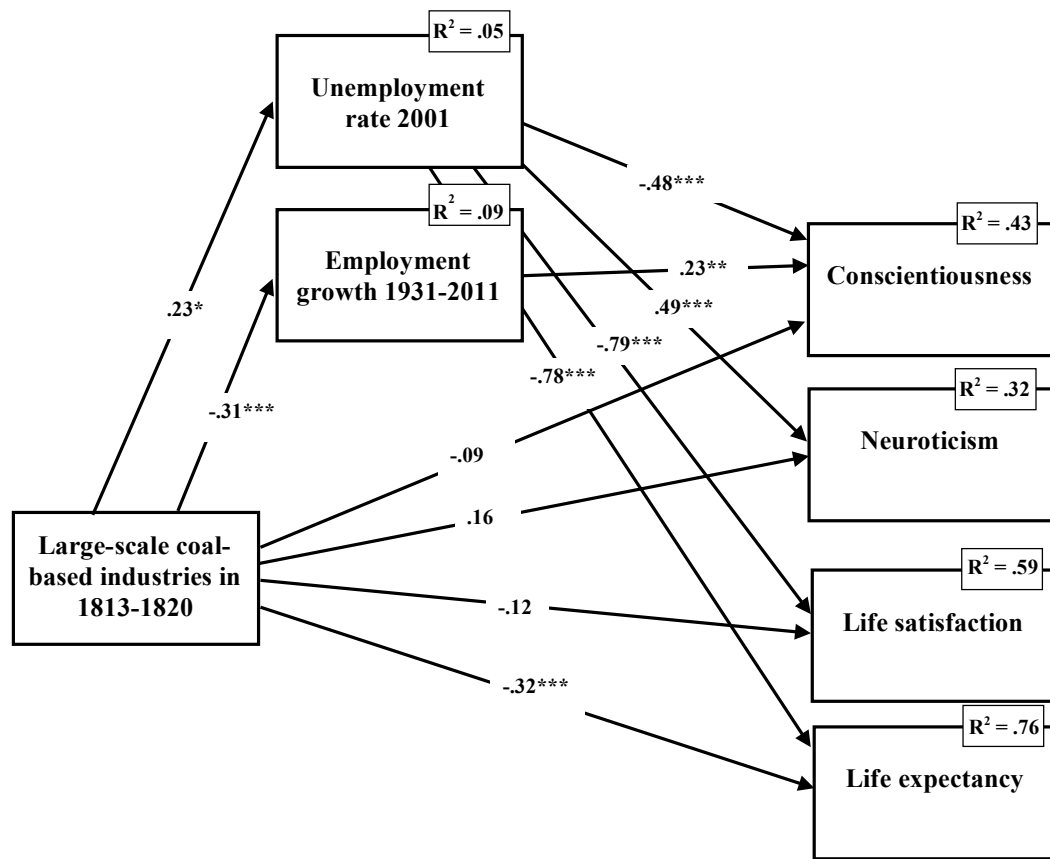 R² = .05
Unemployment
rate 2001
R² = .09
Employment
growth 1931-2011
-.48***
R² = .43
Conscientiousness
.23**
.23*
.49***
-.79***
-.78***
R² = .32
Neuroticism
-.31***
-.09
.16
Large-scale coal-
based industries in
1813-1820
R² = .59
Life satisfaction
-.12
-.32***
R² = .76
Life expectancy